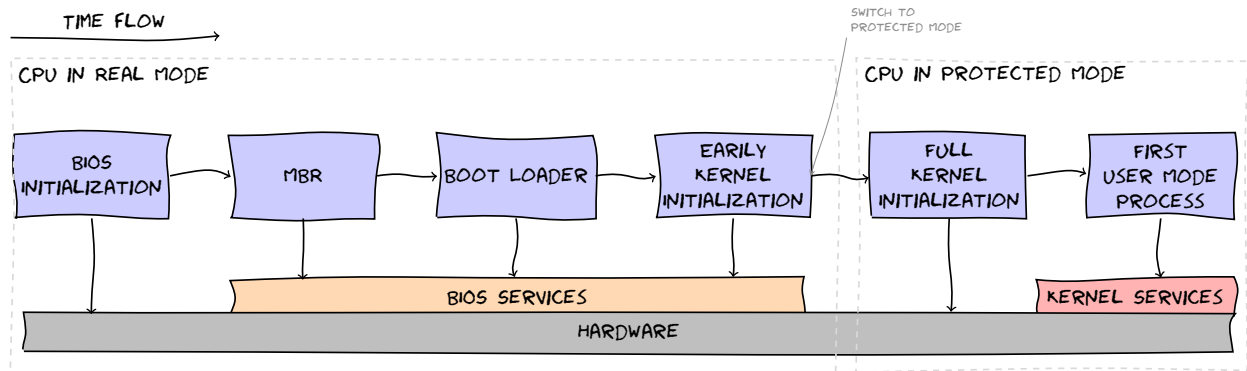 TIME FLOW
SWITCH TO
PROTECTED MODE
CPU IN REAL MODE
CPU IN PROTECTED MODE
BIOS
INITIALIZATION
MBR
BOOT LOADER
EARILY
KERNEL
INITIALIZATION
FULL
KERNEL
INITIALIZATION
FIRST
USER MODE
PROCESS
BIOS SERVICES
KERNEL SERVICES
HARDWARE